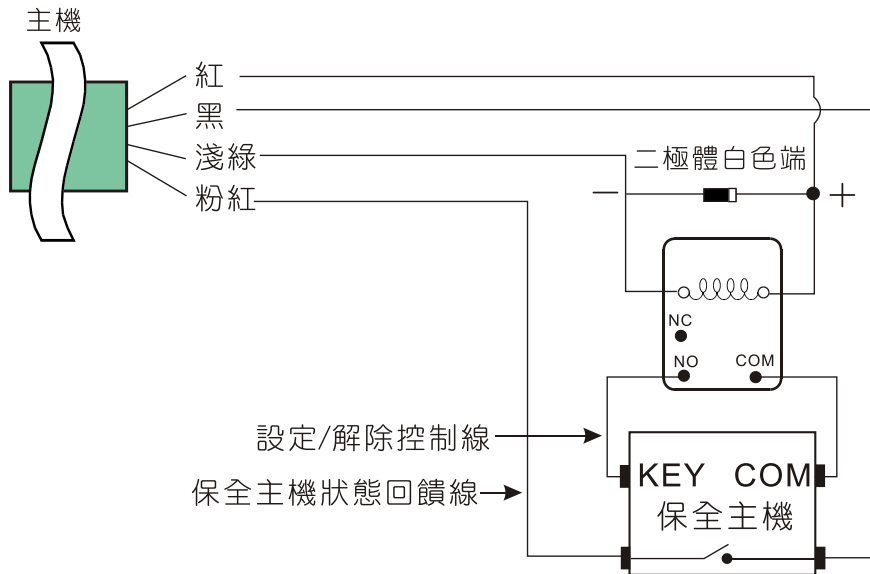 主機
紅
黑
淺綠
粉紅
二極體白色端
− +
NC
NO COM
設定/解除控制線
保全主機狀態回饋線
KEY COM
保全主機